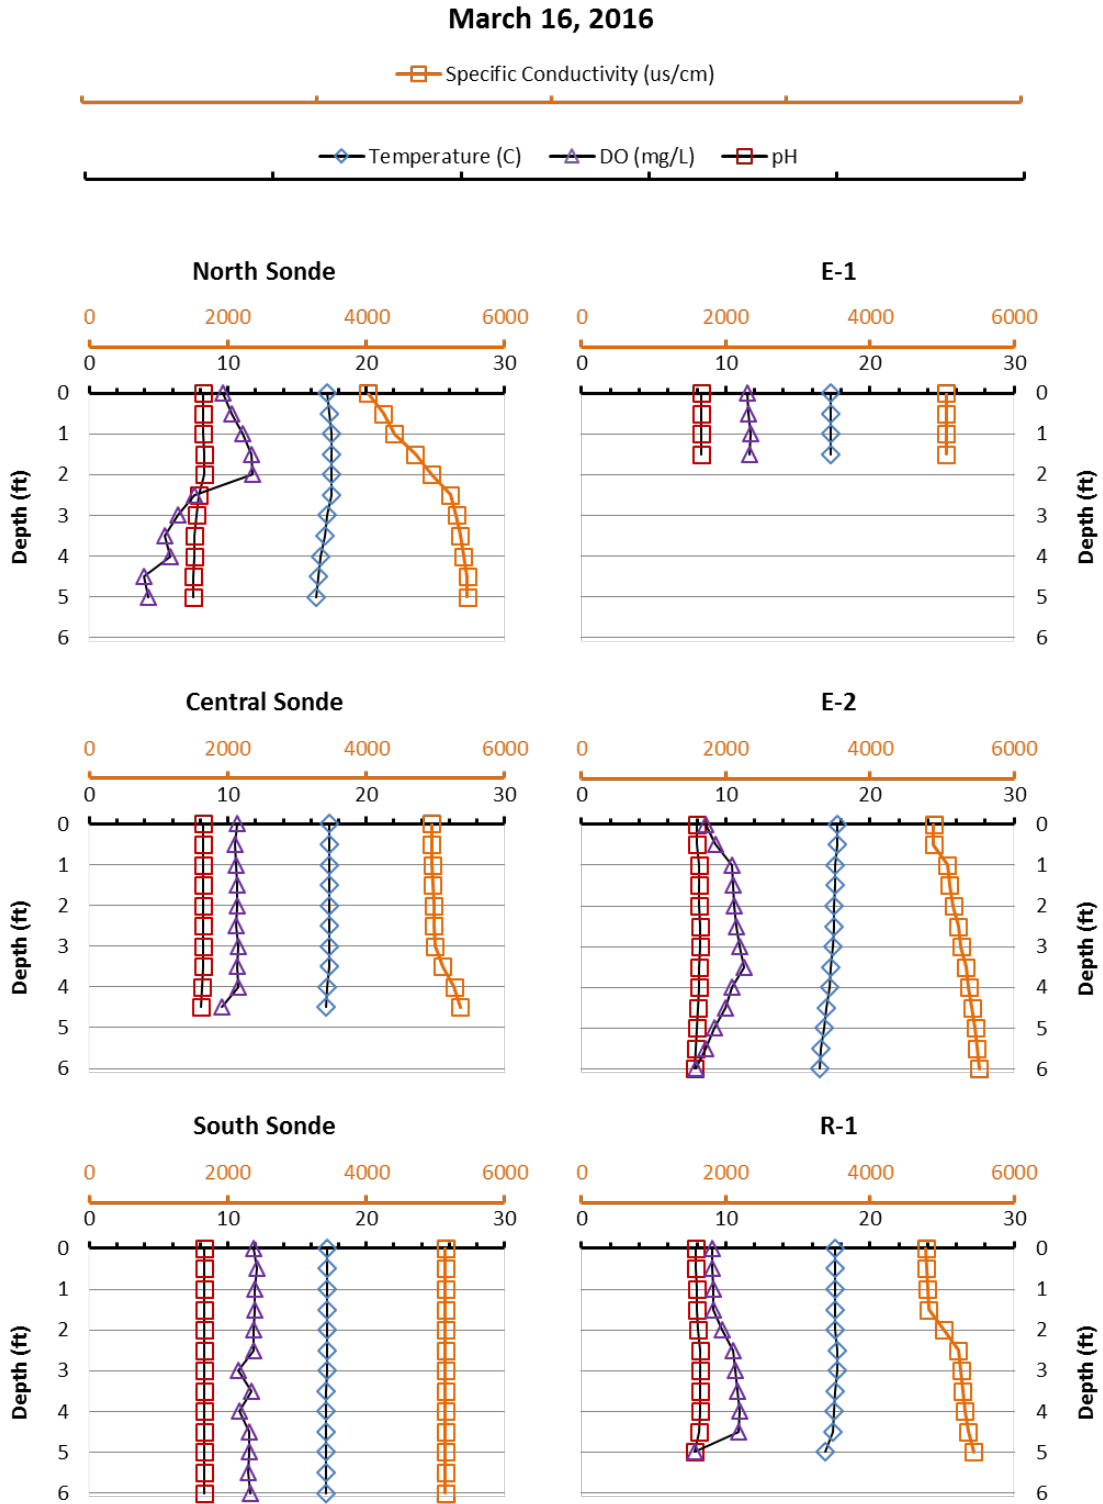 March 16, 2016
Specific Conductivity (us/cm)
Temperature (C) DO (mg/L) pH
North Sonde
0 2000 4000 6000
0 10 20 30
0
1
2
3
4
5
6
Depth (ft)
E-1
0 2000 4000 6000
0 10 20 30
0
1
2
3
4
5
6
Depth (ft)
Central Sonde
0 2000 4000 6000
0 10 20 30
0
1
2
3
4
5
6
Depth (ft)
E-2
0 2000 4000 6000
0 10 20 30
0
1
2
3
4
5
6
Depth (ft)
South Sonde
0 2000 4000 6000
0 10 20 30
0
1
2
3
4
5
6
Depth (ft)
R-1
0 2000 4000 6000
0 10 20 30
0
1
2
3
4
5
6
Depth (ft)